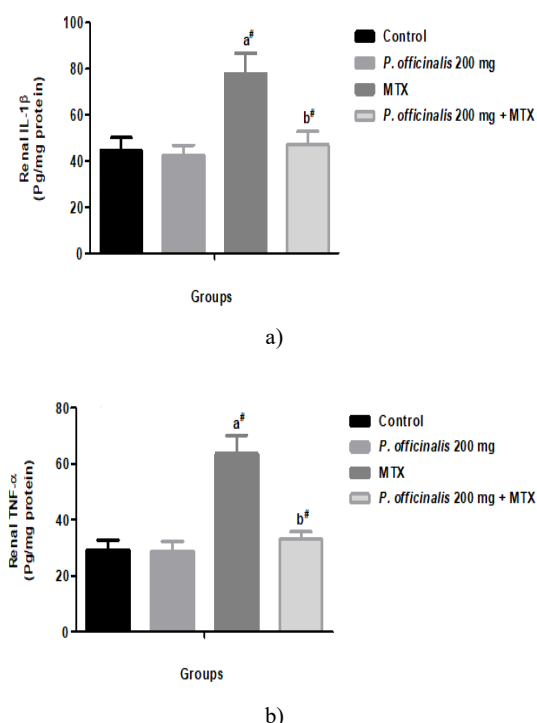 100
80
60
40
20
0
Renal IL-1β
(Pg/mg protein)
a#
b#
Groups
Control
P. officinalis 200 mg
MTX
P. officinalis 200 mg + MTX
a)
80
60
40
20
0
Renal TNF-α
(Pg/mg protein)
a#
b#
Groups
Control
P. officinalis 200 mg
MTX
P. officinalis 200 mg + MTX
b)